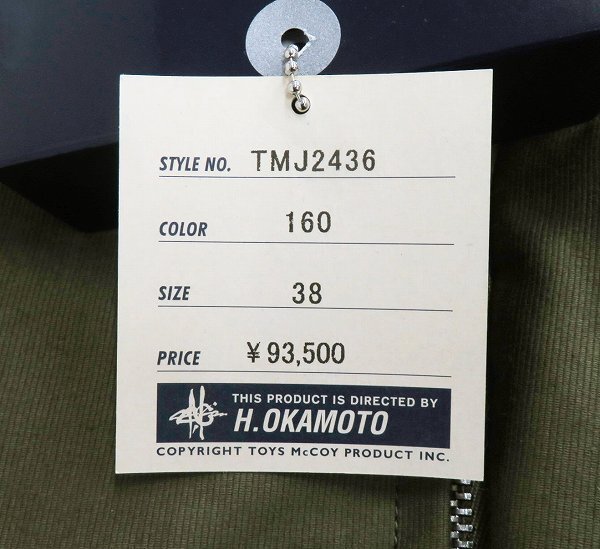 STYLE NO. TMJ2436
COLOR 160
SIZE 38
PRICE ¥ 93,500
THIS PRODUCT IS DIRECTED BY
H.OKAMOTO
COPYRIGHT TOYS McCOY PRODUCT INC.